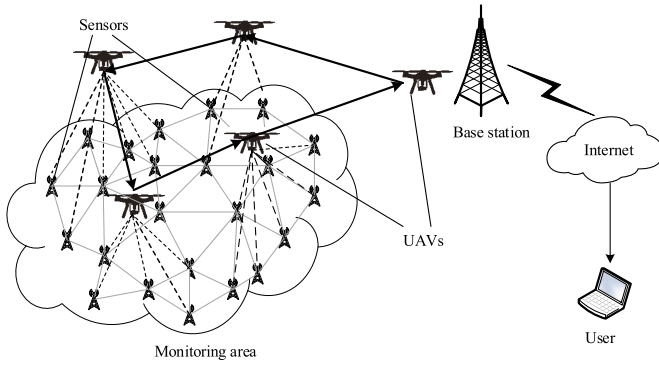 Sensors
Base station
Internet
UAVs
User
Monitoring area